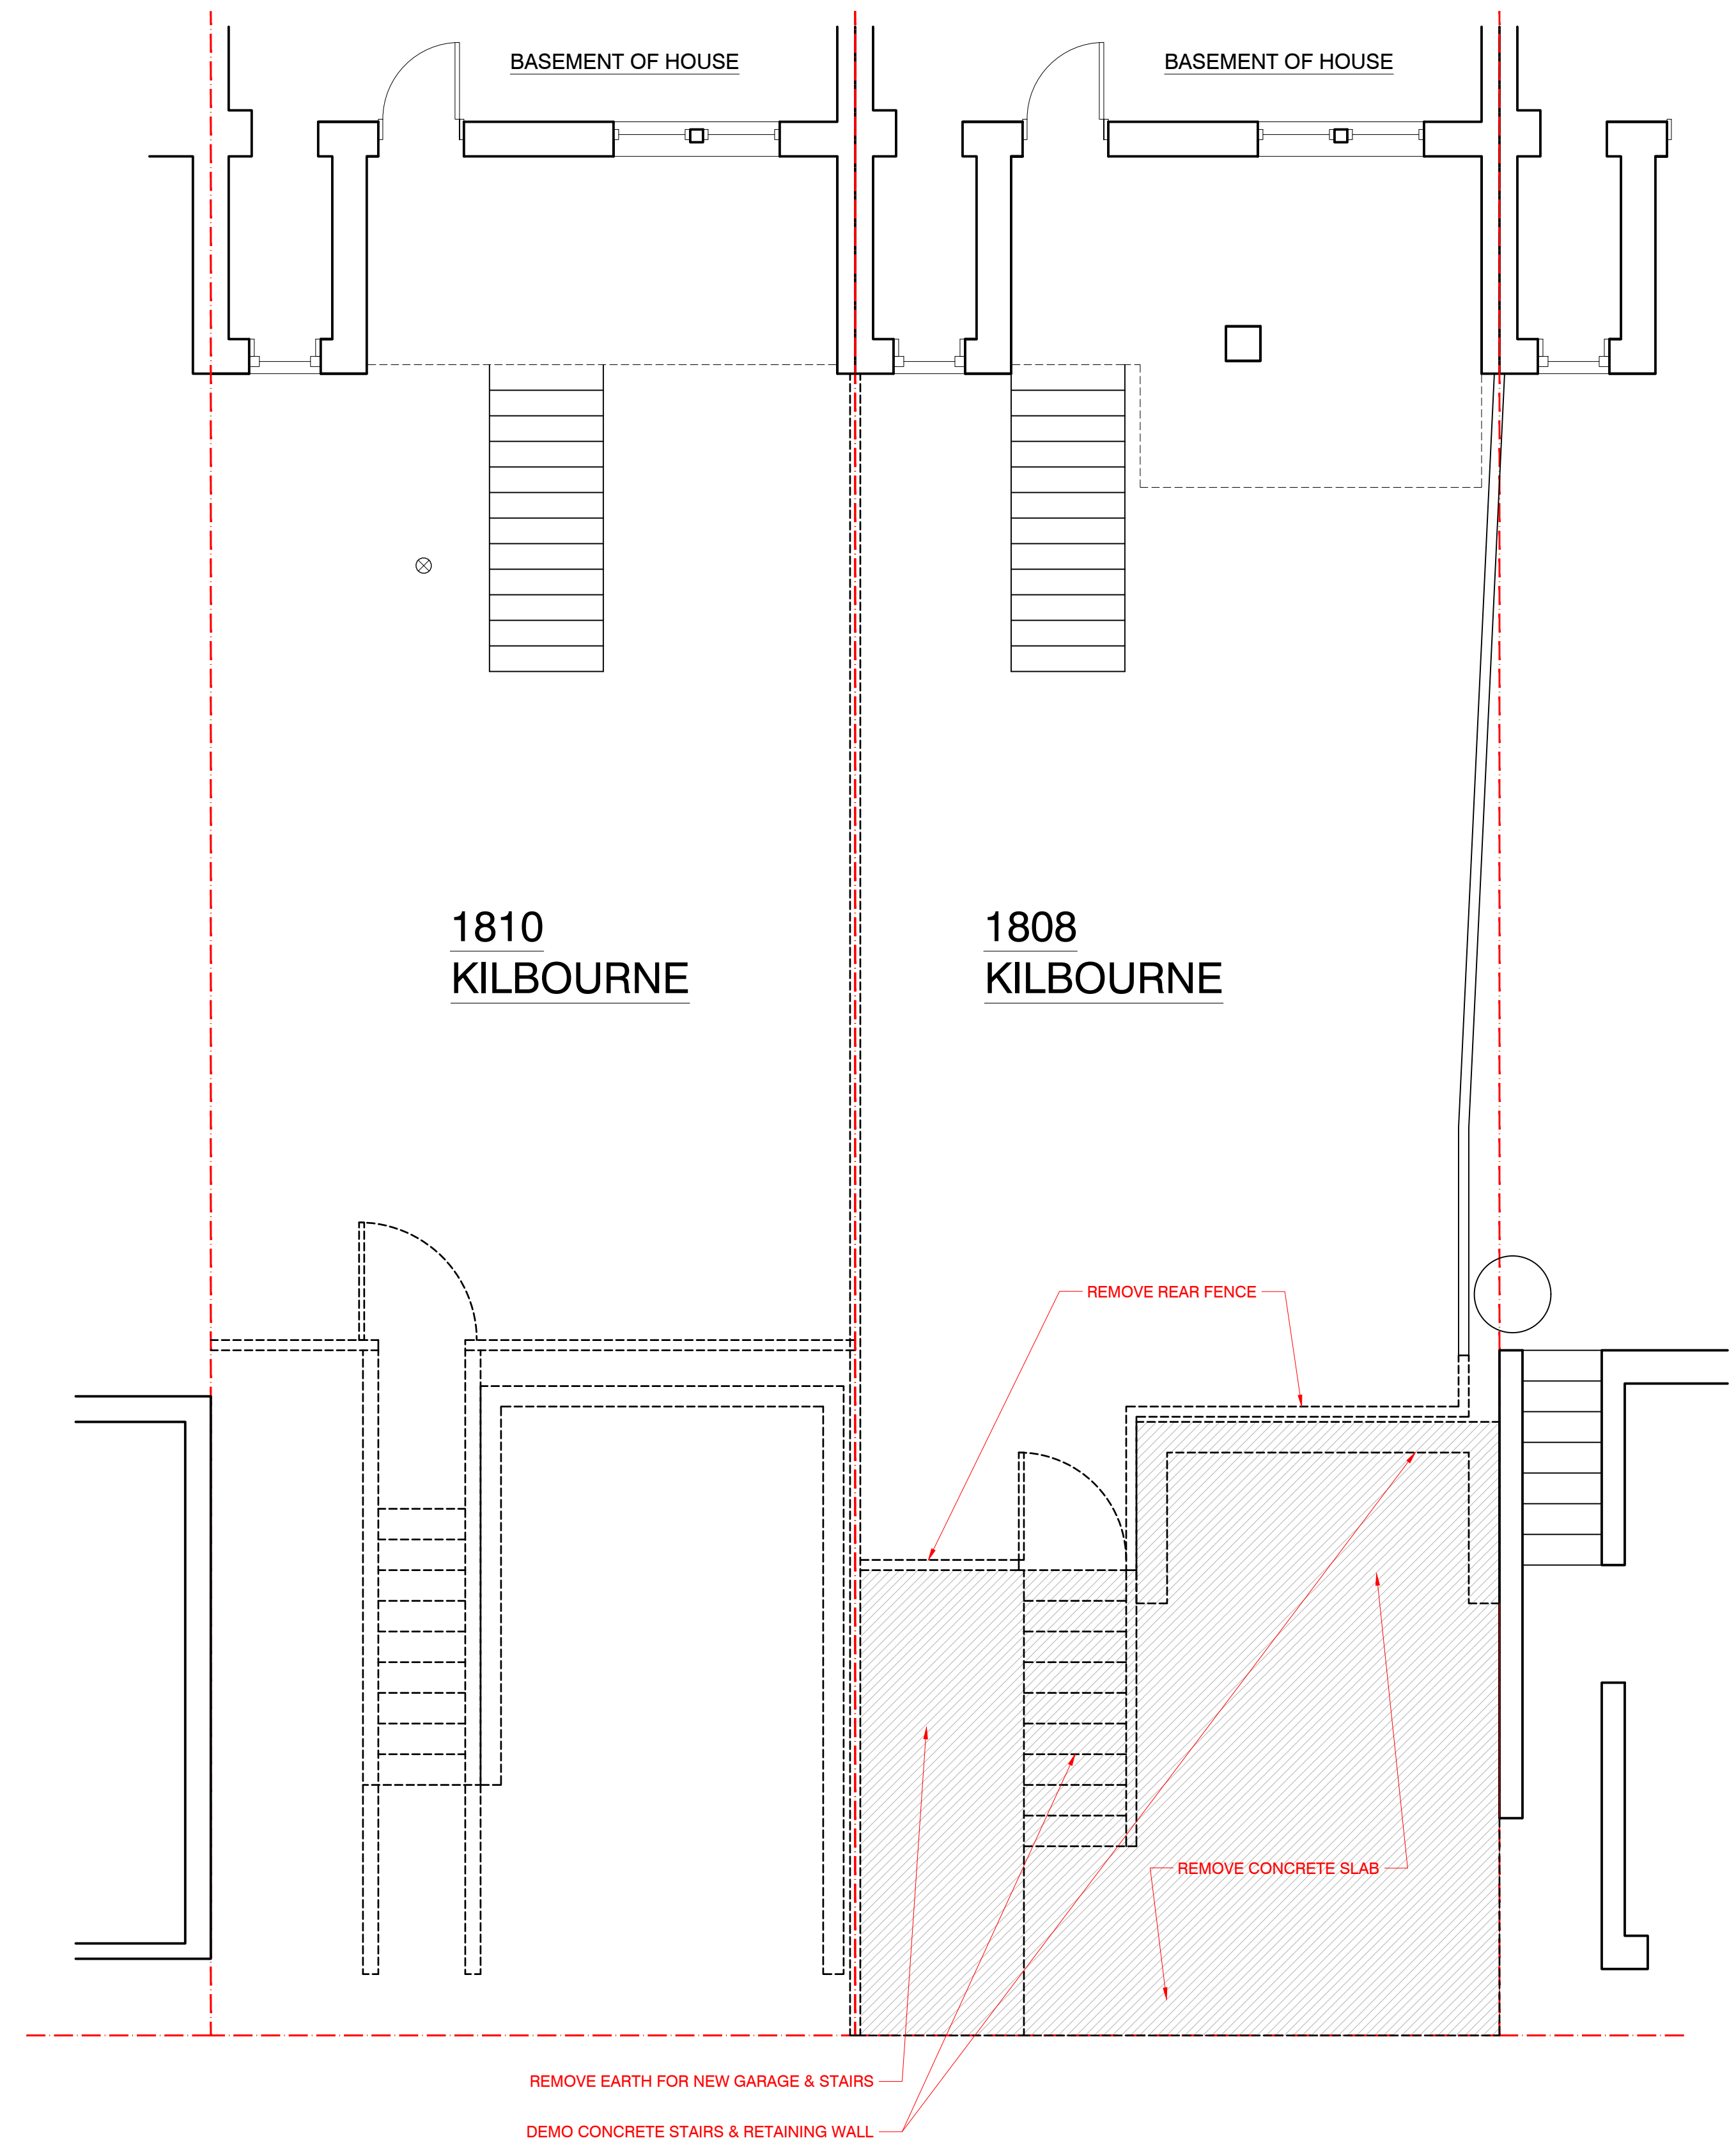 BASEMENT OF HOUSE
BASEMENT OF HOUSE
1810
KILBOURNE
1808
KILBOURNE
REMOVE REAR FENCE
REMOVE CONCRETE SLAB
REMOVE EARTH FOR NEW GARAGE & STAIRS
DEMO CONCRETE STAIRS & RETAINING WALL